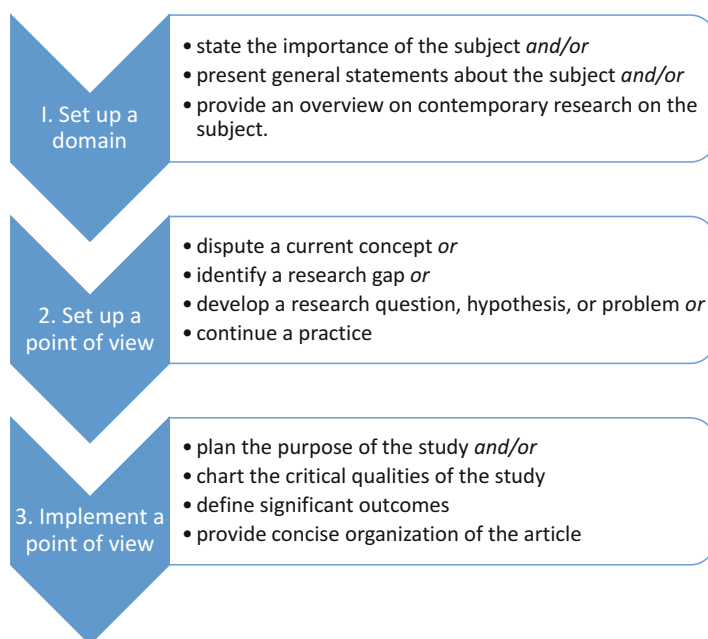 I. Set up a
domain
• state the importance of the subject and/or
• present general statements about the subject and/or
• provide an overview on contemporary research on the
subject.
2. Set up a
point of view
• dispute a current concept or
• identify a research gap or
• develop a research question, hypothesis, or problem or
• continue a practice
3. Implement a
point of view
• plan the purpose of the study and/or
• chart the critical qualities of the study
• define significant outcomes
• provide concise organization of the article